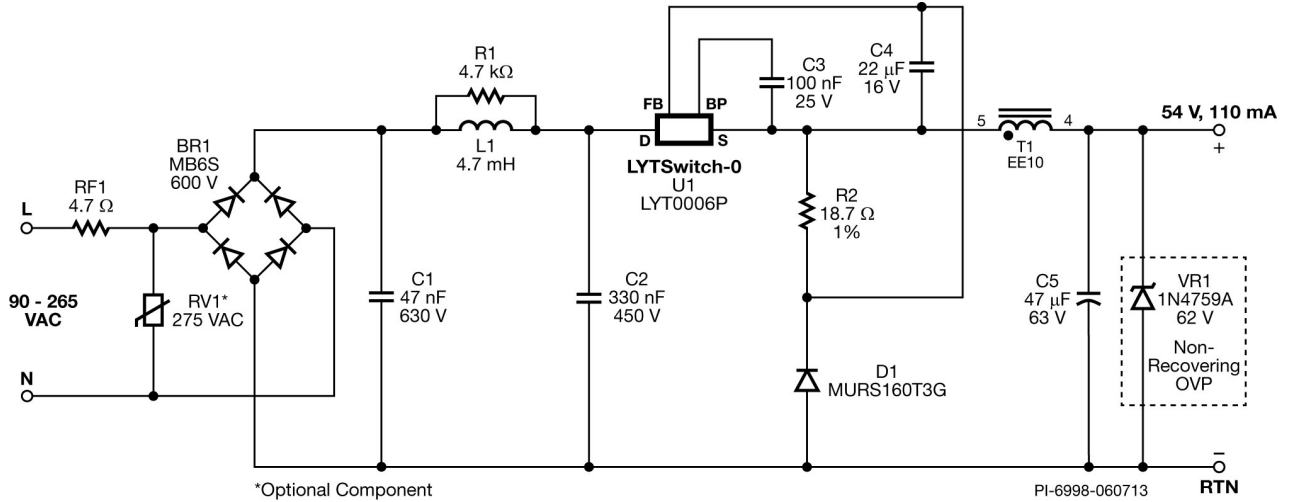 L
RF1
4.7 Ω
90 - 265
VAC
N
RV1*
275 VAC
BR1
MB6S
600 V
C1
47 nF
630 V
R1
4.7 kΩ
L1
4.7 mH
C2
330 nF
450 V
FB
BP
D
S
LYTSwitch-0
U1
LYT0006P
C3
100 nF
25 V
C4
22 µF
16 V
R2
18.7 Ω
1%
D1
MURS160T3G
5
4
T1
EE10
54 V, 110 mA
+
C5
47 µF
63 V
VR1
1N4759A
62 V
Non-
Recovering
OVP
–
RTN
*Optional Component
PI-6998-060713